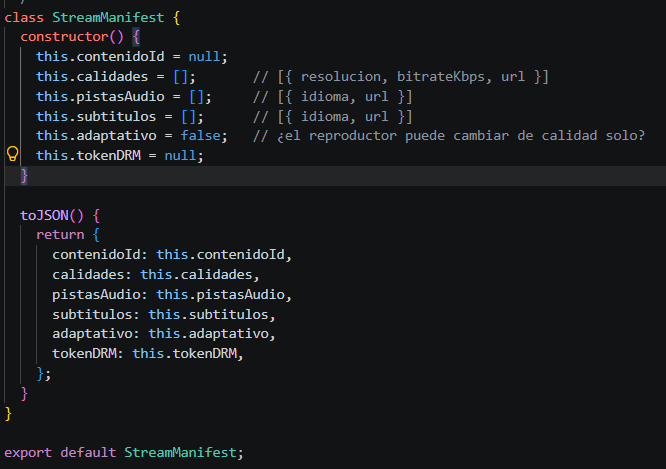 class StreamManifest {
  constructor() {
    this.contenidoId = null;
    this.calidades = [];       // [{ resolucion, bitrateKbps, url }]
    this.pistasAudio = [];     // [{ idioma, url }]
    this.subtitulos = [];      // [{ idioma, url }]
    this.adaptativo = false;   // ¿el reproductor puede cambiar de calidad solo?
    this.tokenDRM = null;
  }

  toJSON() {
    return {
      contenidoId: this.contenidoId,
      calidades: this.calidades,
      pistasAudio: this.pistasAudio,
      subtitulos: this.subtitulos,
      adaptativo: this.adaptativo,
      tokenDRM: this.tokenDRM,
    };
  }
}

export default StreamManifest;